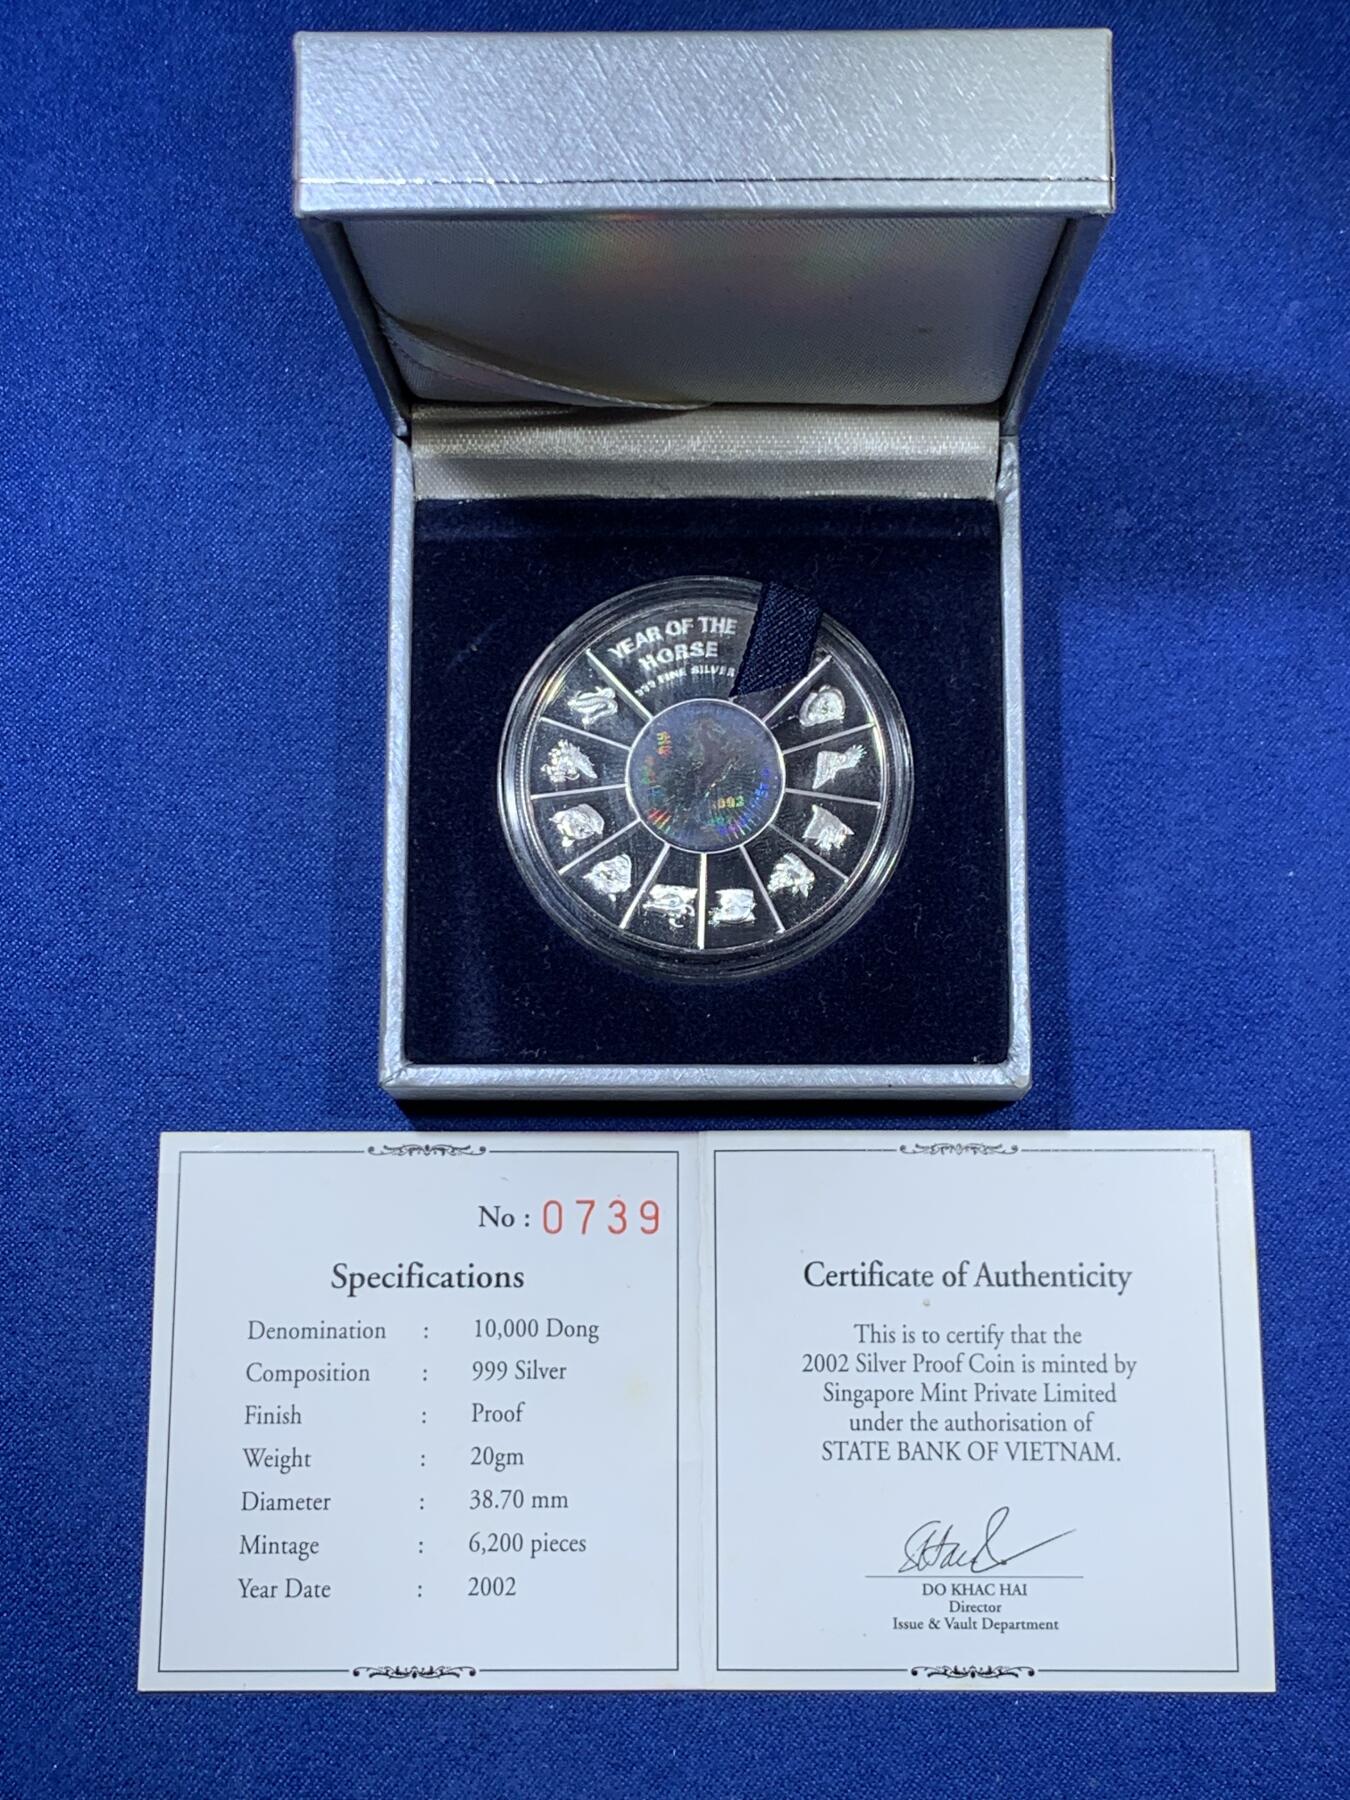 YEAR OF THE
HORSE
999 FINE SILVER
No : 0739
Specifications
Denomination : 10,000 Dong
Composition : 999 Silver
Finish : Proof
Weight : 20gm
Diameter : 38.70 mm
Mintage : 6,200 pieces
Year Date : 2002
Certificate of Authenticity
This is to certify that the
2002 Silver Proof Coin is minted by
Singapore Mint Private Limited
under the authorisation of
STATE BANK OF VIETNAM.
DO KHAC HAI
Director
Issue & Vault Department